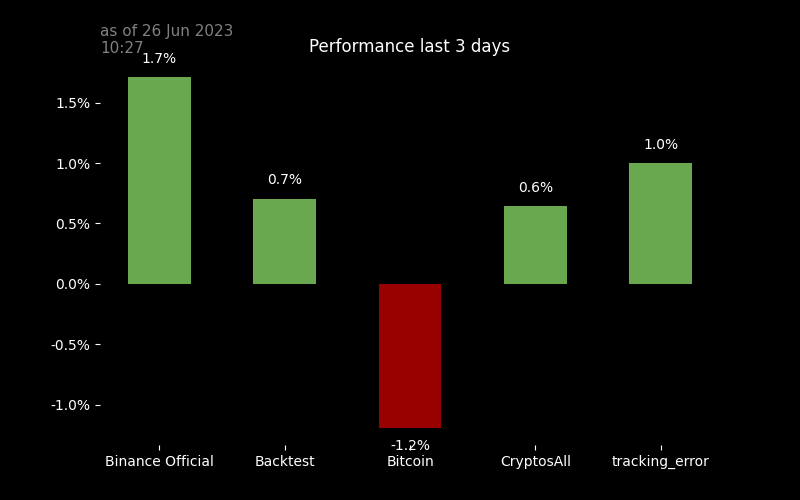 as of 26 Jun 2023
10:27
Performance last 3 days
1.7%
1.5%
1.0%
1.0%
0.7%
0.6%
0.5%
0.0%
-0.5%
-1.0%
-1.2%
Binance Official
Backtest
Bitcoin
CryptosAll
tracking_error